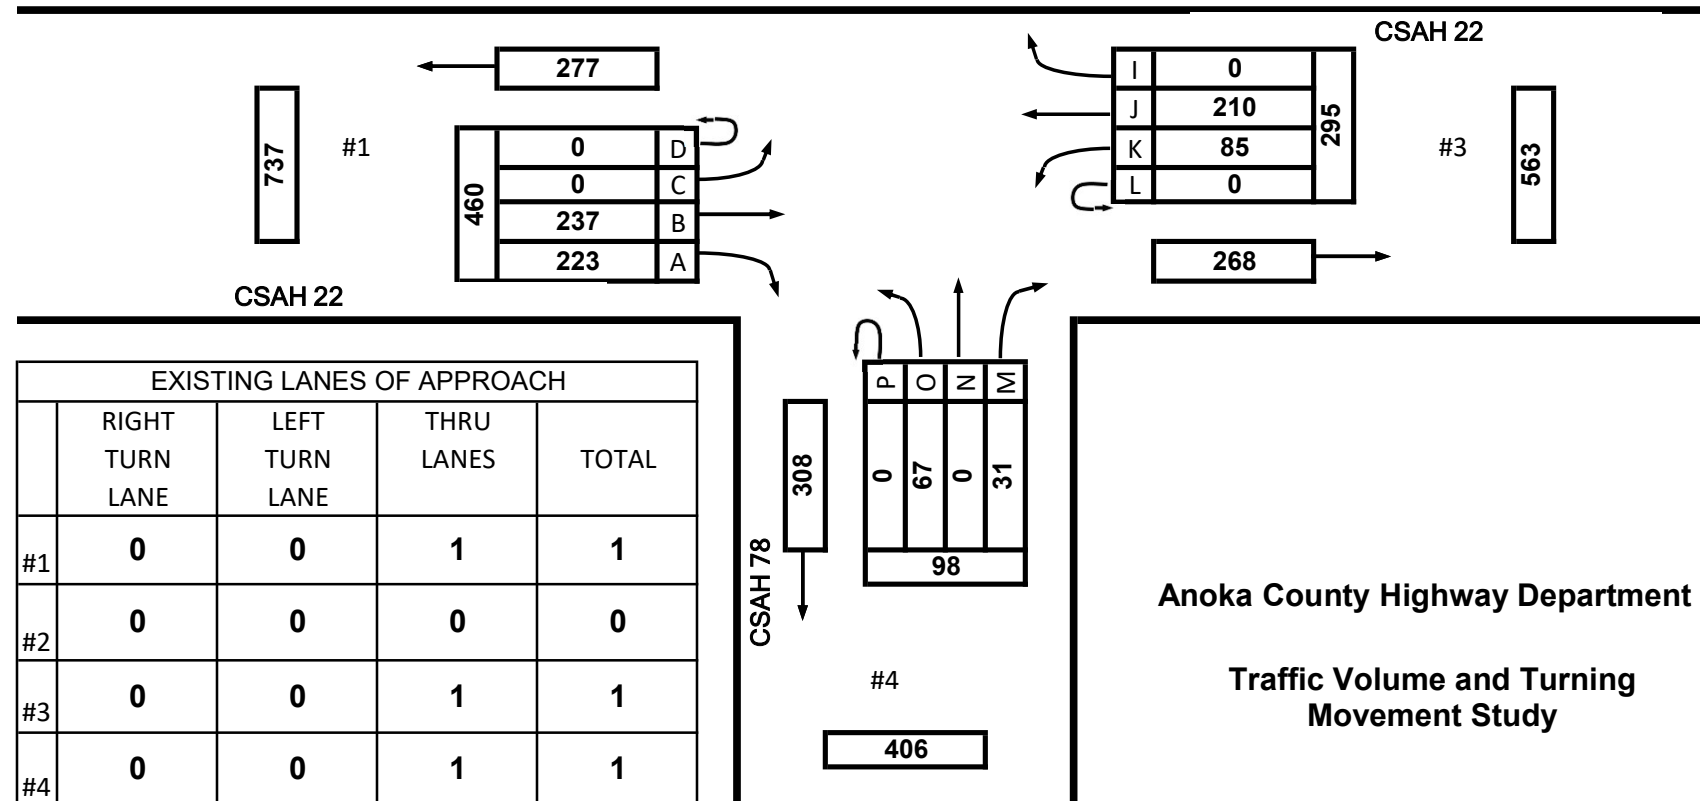 CSAH 22
277
I 0
J 210
K 85
L 0
295
737
#1
#3
563
460
0 D
0 C
237 B
223 A
268
CSAH 22
EXISTING LANES OF APPROACH
RIGHT TURN LANE LEFT TURN LANE THRU LANES TOTAL
#1 0 0 1 1
#2 0 0 0 0
#3 0 0 1 1
#4 0 0 1 1
P O N M
0 67 0 31
98
308
CSAH 78
#4
406
Anoka County Highway Department
Traffic Volume and Turning
Movement Study